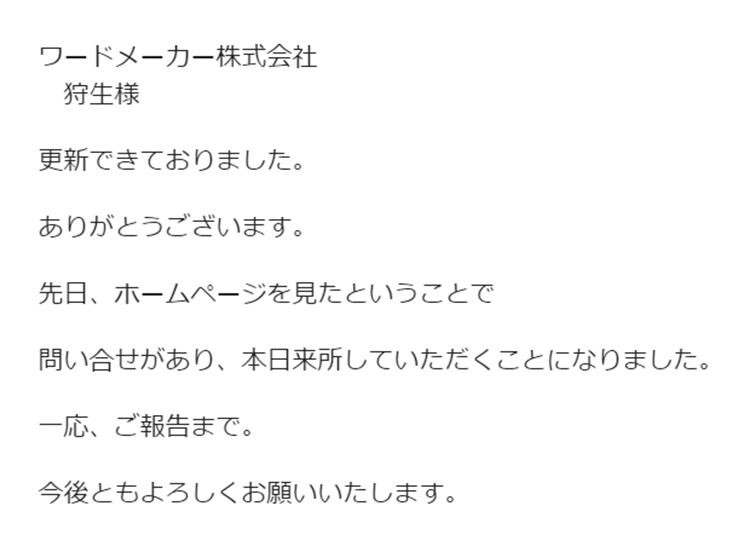 ワードメーカー株式会社
　狩生様
更新できておりました。
ありがとうございます。
先日、ホームページを見たということで
問い合せがあり、本日来所していただくことになりました。
一応、ご報告まで。
今後ともよろしくお願いいたします。